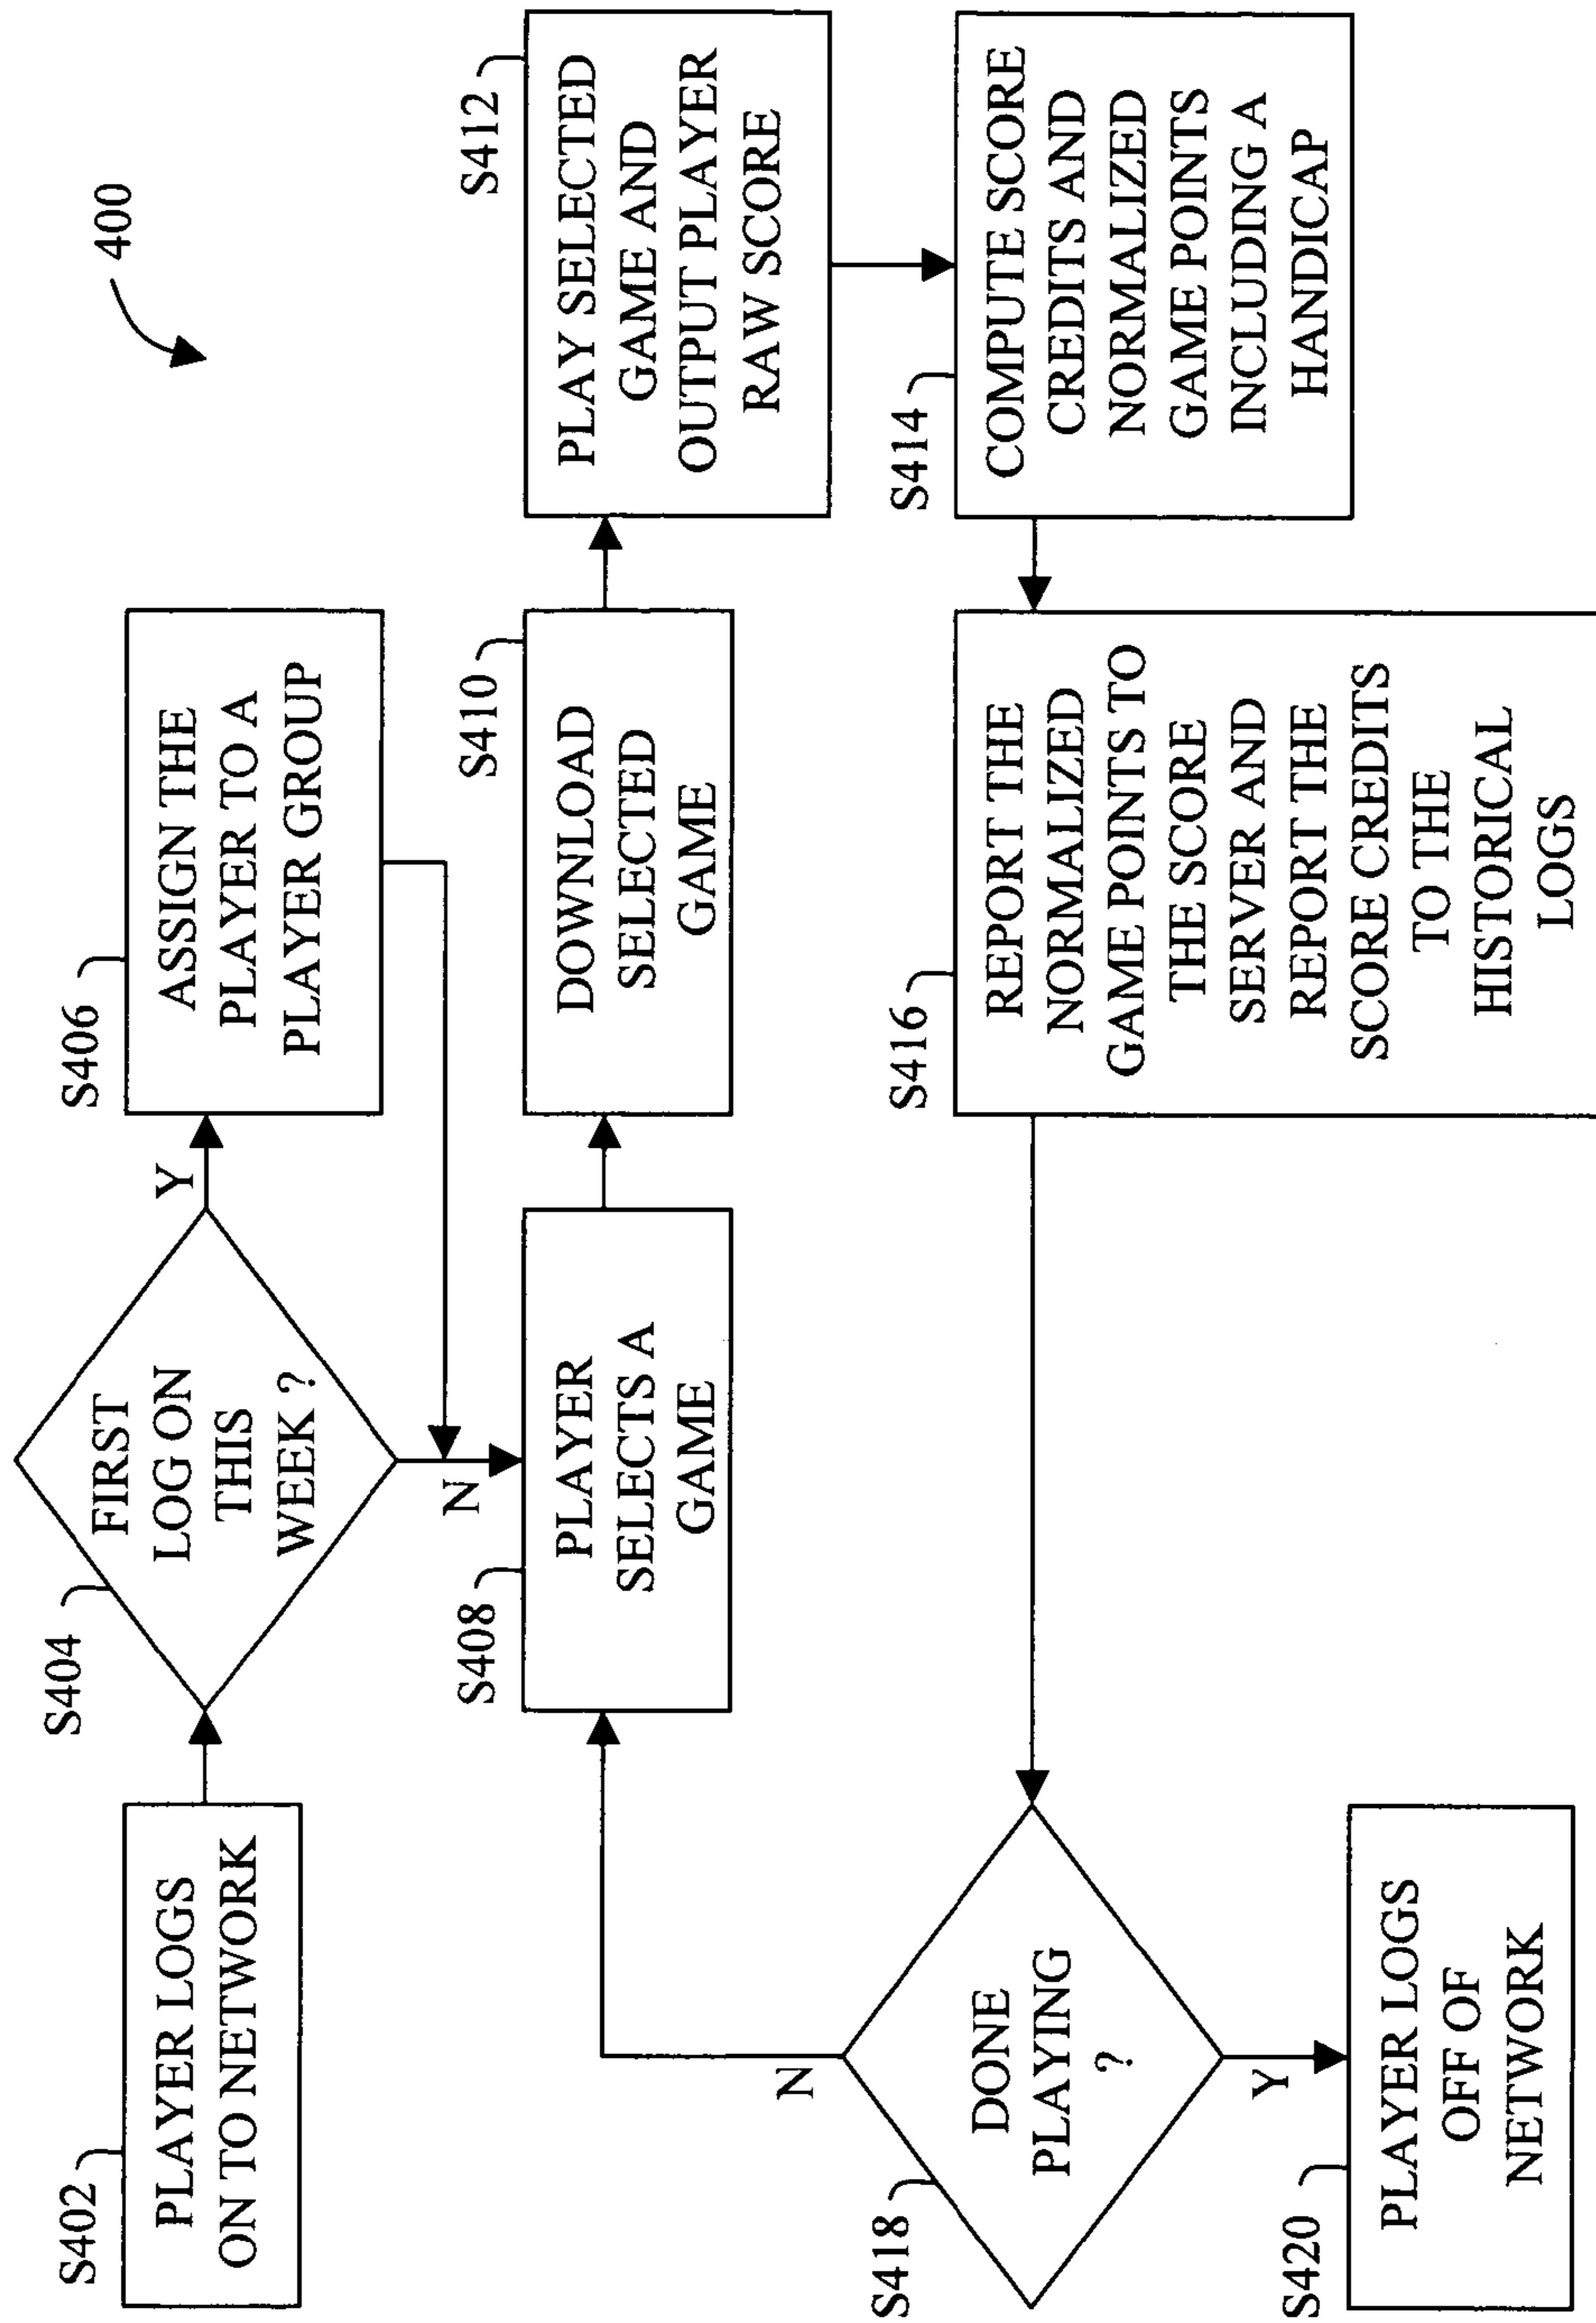 400
S402
PLAYER LOGS
ON TO NETWORK
S404
FIRST
LOG ON
THIS
WEEK ?
Y
N
S406
ASSIGN THE
PLAYER TO A
PLAYER GROUP
S408
PLAYER
SELECTS A
GAME
S410
DOWNLOAD
SELECTED
GAME
S412
PLAY SELECTED
GAME AND
OUTPUT PLAYER
RAW SCORE
S414
COMPUTE SCORE
CREDITS AND
NORMALIZED
GAME POINTS
INCLUDING A
HANDICAP
S416
REPORT THE
NORMALIZED
GAME POINTS TO
THE SCORE
SERVER AND
REPORT THE
SCORE CREDITS
TO THE
HISTORICAL
LOGS
S418
DONE
PLAYING
?
N
Y
S420
PLAYER LOGS
OFF OF
NETWORK